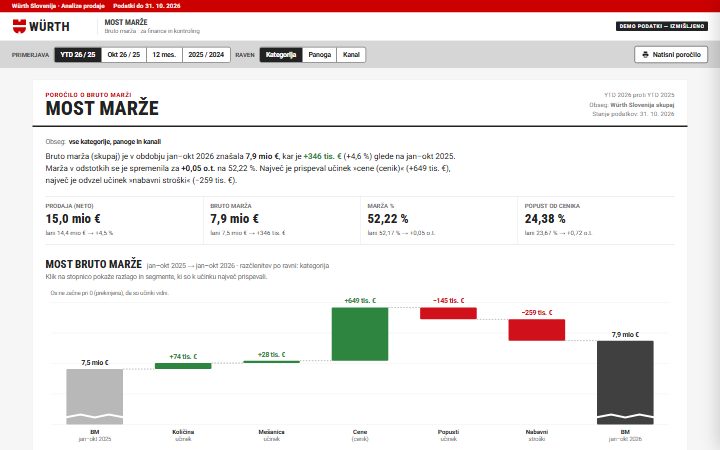 Würth Slovenija · Analiza prodaje Podatki do 31. 10. 2026
WÜRTH
MOST MARŽE
Bruto marža · za finance in kontroling
DEMO PODATKI — IZMIŠLJENO
PRIMERJAVA YTD 26 / 25 Okt 26 / 25 12 mes. 2025 / 2024 RAVEN Kategorija Panoga Kanal
Natisni poročilo
POROČILO O BRUTO MARŽI
MOST MARŽE
YTD 2026 proti YTD 2025
Obseg: Würth Slovenija skupaj
Stanje podatkov: 31. 10. 2026
Obseg: vse kategorije, panoge in kanali
Bruto marža (skupaj) je v obdobju jan–okt 2026 znašala 7,9 mio €, kar je +346 tis. € (+4,6 %) glede na jan–okt 2025.
Marža v odstotkih se je spremenila za +0,05 o.t. na 52,22 %. Največ je prispeval učinek »cene (cenik)« (+649 tis. €),
največ je odvzel učinek »nabavni stroški« (−259 tis. €).
PRODAJA (NETO)
15,0 mio €
lani 14,4 mio € → +4,5 %
BRUTO MARŽA
7,9 mio €
lani 7,5 mio € → +346 tis. €
MARŽA %
52,22 %
lani 52,17 % → +0,05 o.t.
POPUST OD CENIKA
24,38 %
lani 23,67 % → +0,72 o.t.
MOST BRUTO MARŽE jan–okt 2025 → jan–okt 2026 · razčlenitev po ravni: kategorija
Klik na stopnico pokaže razlago in segmente, ki so k učinku največ prispevali.
Os ne začne pri 0 (prekinjena), da so učinki vidni.
7,5 mio €
+74 tis. €
+28 tis. €
+649 tis. €
−145 tis. €
−259 tis. €
7,9 mio €
BM
jan–okt 2025
Količina
učinek
Mešanica
učinek
Cene
(cenik)
Popusti
učinek
Nabavni
stroški
BM
jan–okt 2026